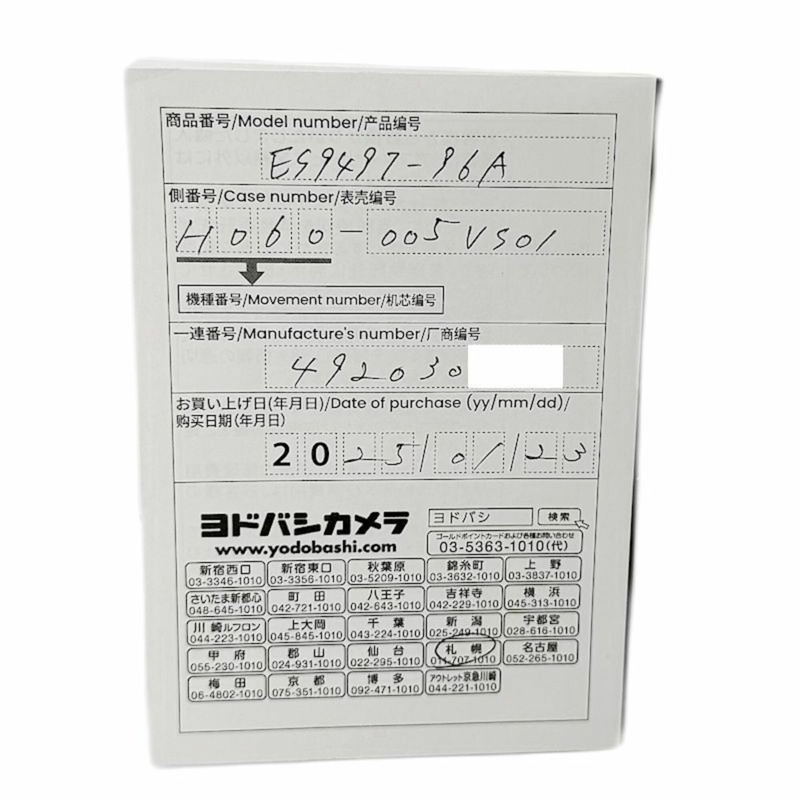 商品番号/Model number/产品编号
ES9497-96A
側番号/Case number/表壳编号
H060-005VS01
機種番号/Movement number/机芯编号
一連番号/Manufacture's number/厂商编号
492030
お買い上げ日(年月日)/Date of purchase (yy/mm/dd)/
购买日期(年月日)
2025/01/23
ヨドバシカメラ
www.yodobashi.com
ヨドバシ 検索
ゴールドポイントカードおよび各種お問い合わせ
03-5363-1010(代)
新宿西口 新宿東口 秋葉原 錦糸町 上野
03-3346-1010 03-3356-1010 03-5209-1010 03-3632-1010 03-3837-1010
さいたま新都心 町田 八王子 吉祥寺 横浜
048-645-1010 042-721-1010 042-643-1010 042-229-1010 045-313-1010
川崎ルフロン 上大岡 千葉 新潟 宇都宮
044-223-1010 045-845-1010 043-224-1010 025-249-1010 028-616-1010
甲府 郡山 仙台 札幌 名古屋
055-230-1010 024-931-1010 022-295-1010 011-707-1010 052-265-1010
梅田 京都 博多 アウトレット京急川崎
06-4802-1010 075-351-1010 092-471-1010 044-221-1010